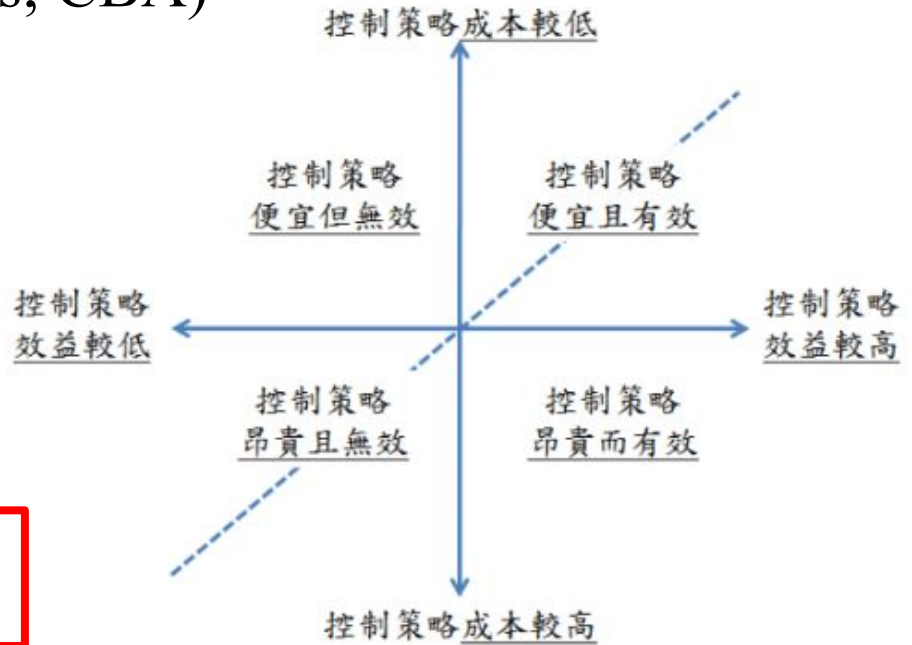 s, CBA)
控制策略成本較低
控制策略
便宜但無效
控制策略
便宜且有效
控制策略
效益較低
控制策略
效益較高
控制策略
昂貴且無效
控制策略
昂貴而有效
控制策略成本較高